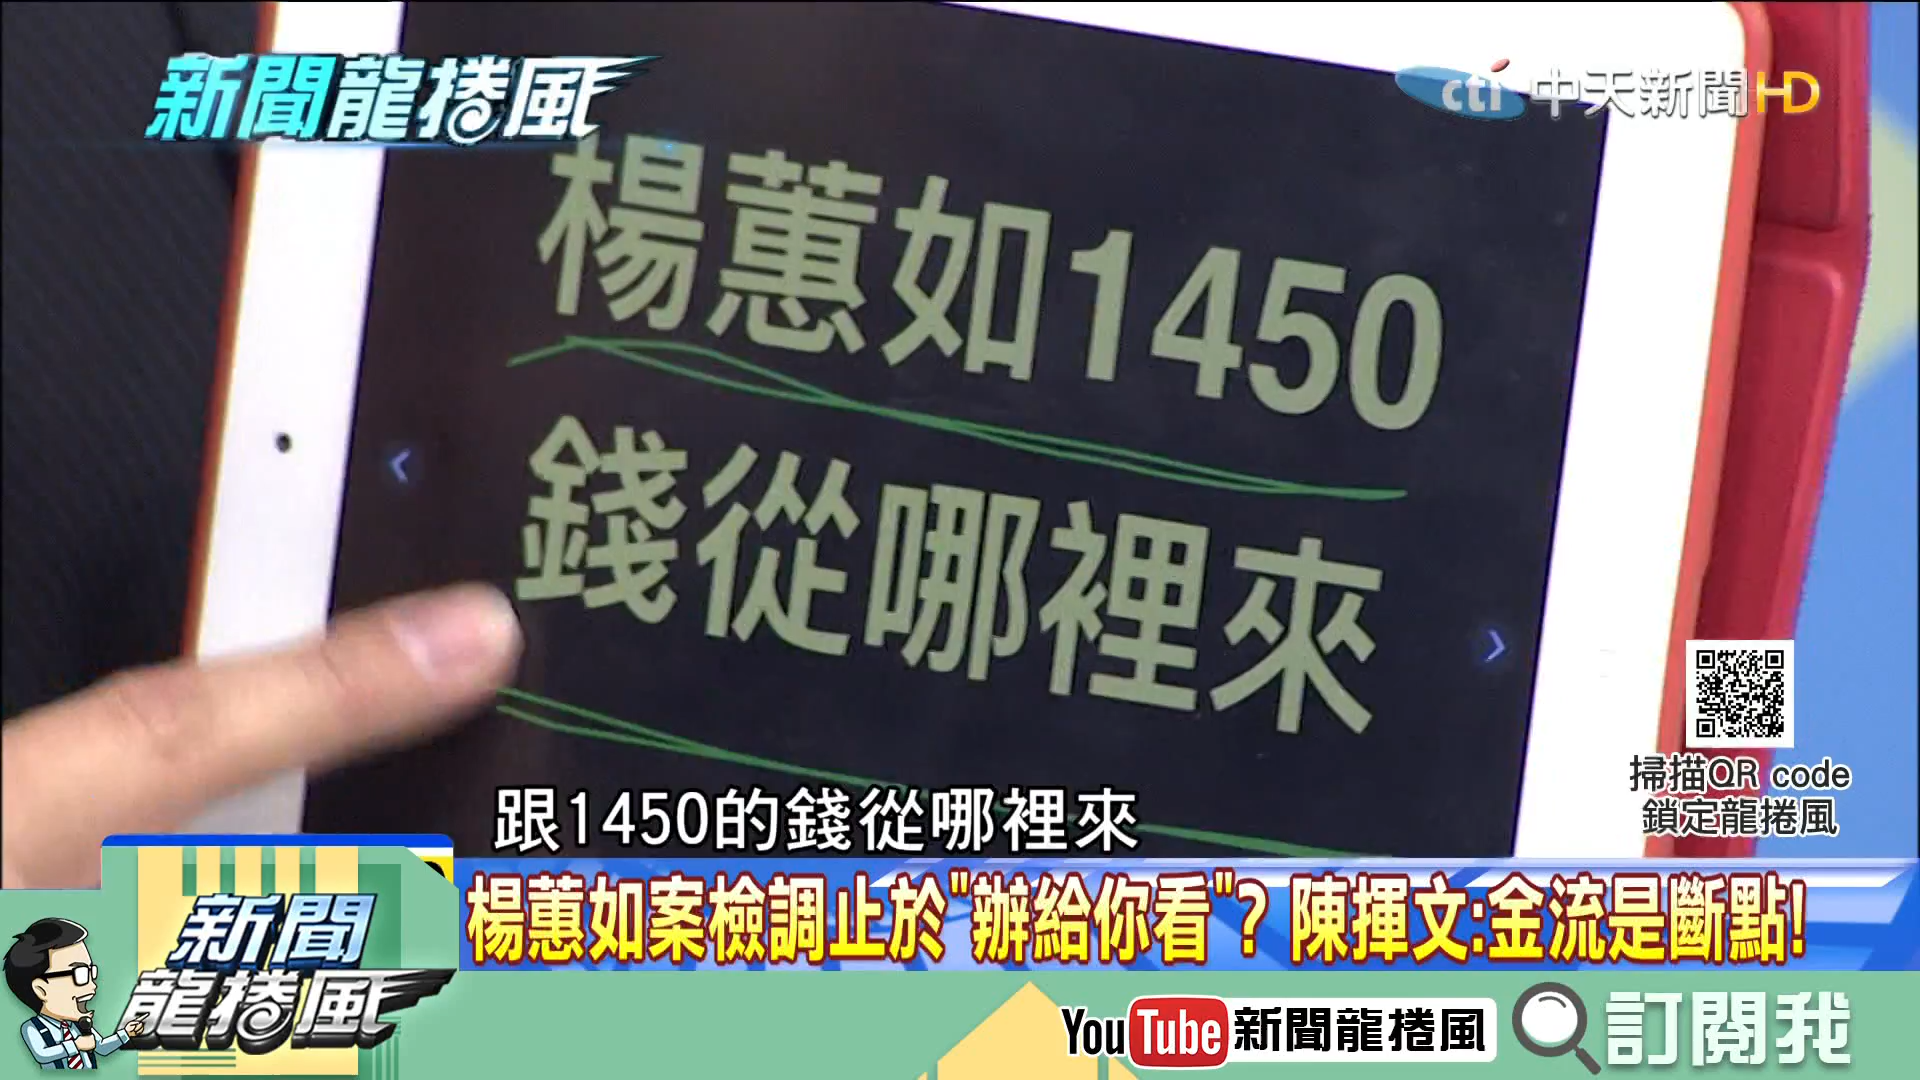 新聞龍捲風
cti 中天新聞HD
楊蕙如1450
錢從哪裡來
掃描QR code
鎖定龍捲風
跟1450的錢從哪裡來
楊蕙如案檢調止於"辦給你看"? 陳揮文:金流是斷點!
新聞
龍捲風
YouTube 新聞龍捲風
訂閱我